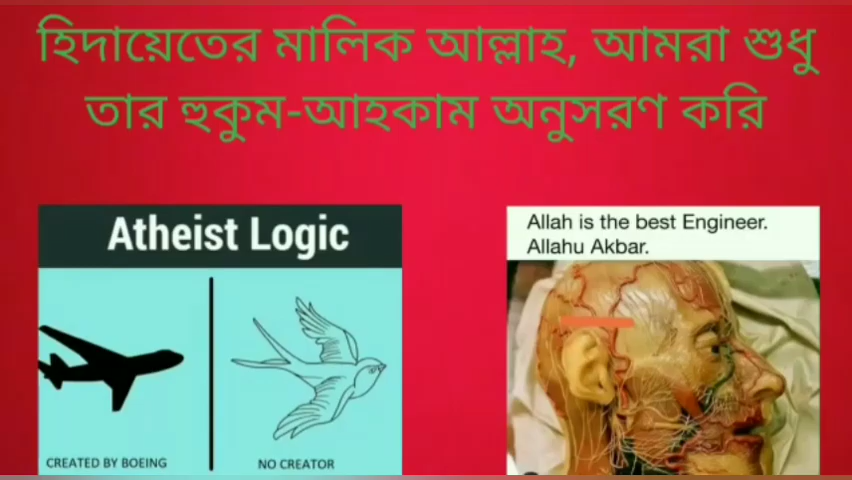 হিদায়েতের মালিক আল্লাহ, আমরা শুধু
তার হুকুম-আহকাম অনুসরণ করি
Atheist Logic
CREATED BY BOEING
NO CREATOR
Allah is the best Engineer.
Allahu Akbar.